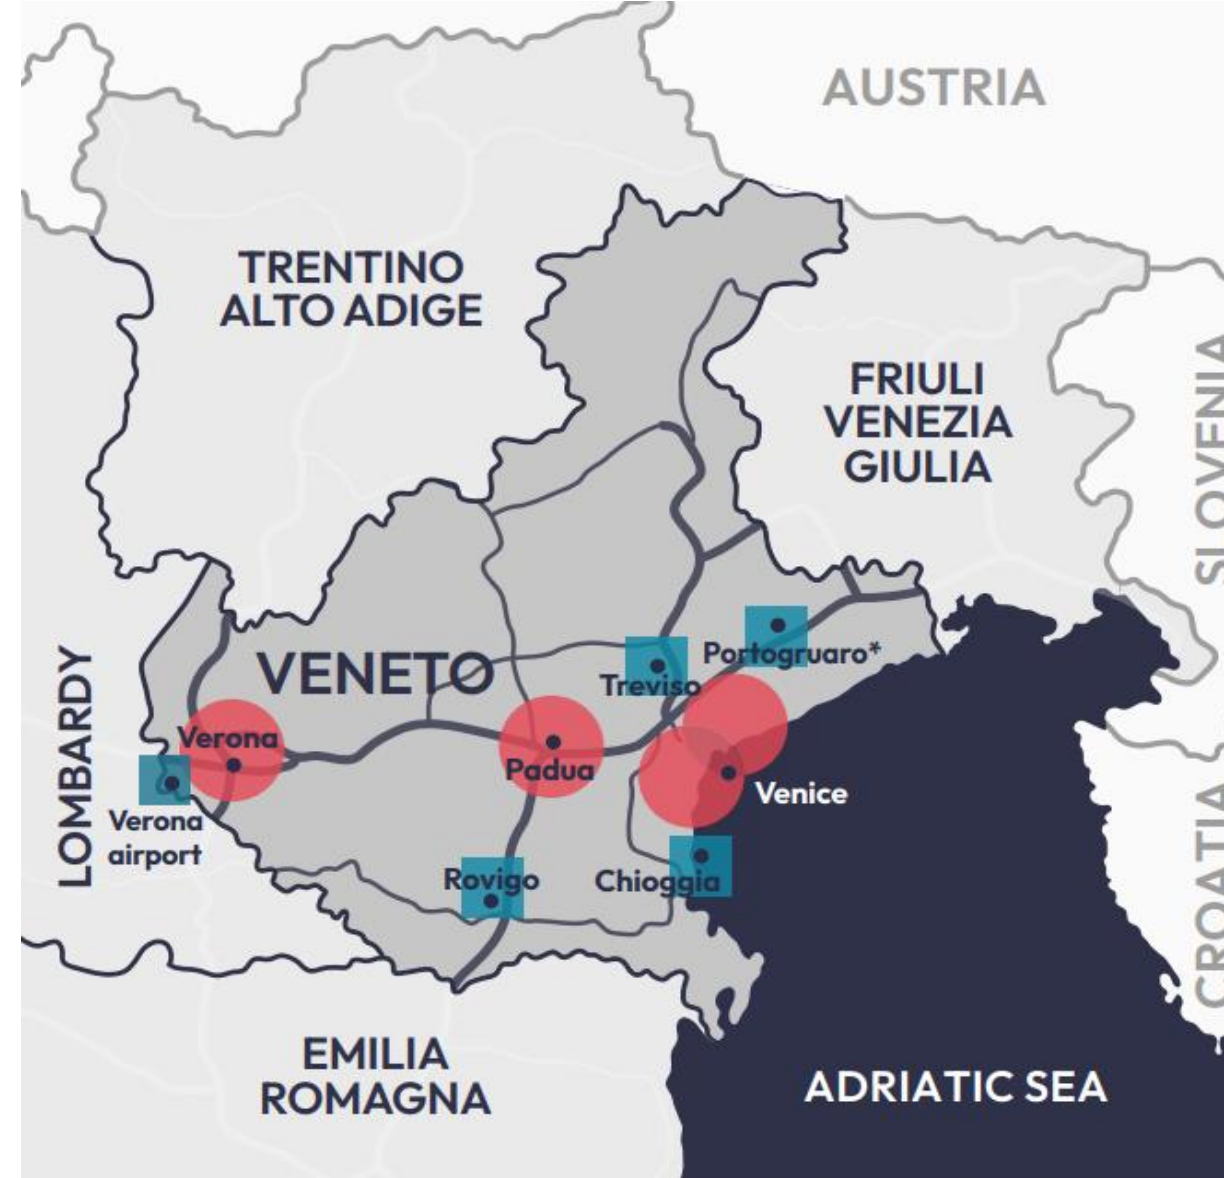 AUSTRIA
TRENTINO
ALTO ADIGE
FRIULI
VENEZIA
GIULIA
SLOVENIA
VENETO
Portogruaro*
Treviso
LOMBARDY
Verona
Padua
Venice
Verona
airport
Rovigo
Chioggia
CROATIA
EMILIA
ROMAGNA
ADRIATIC SEA